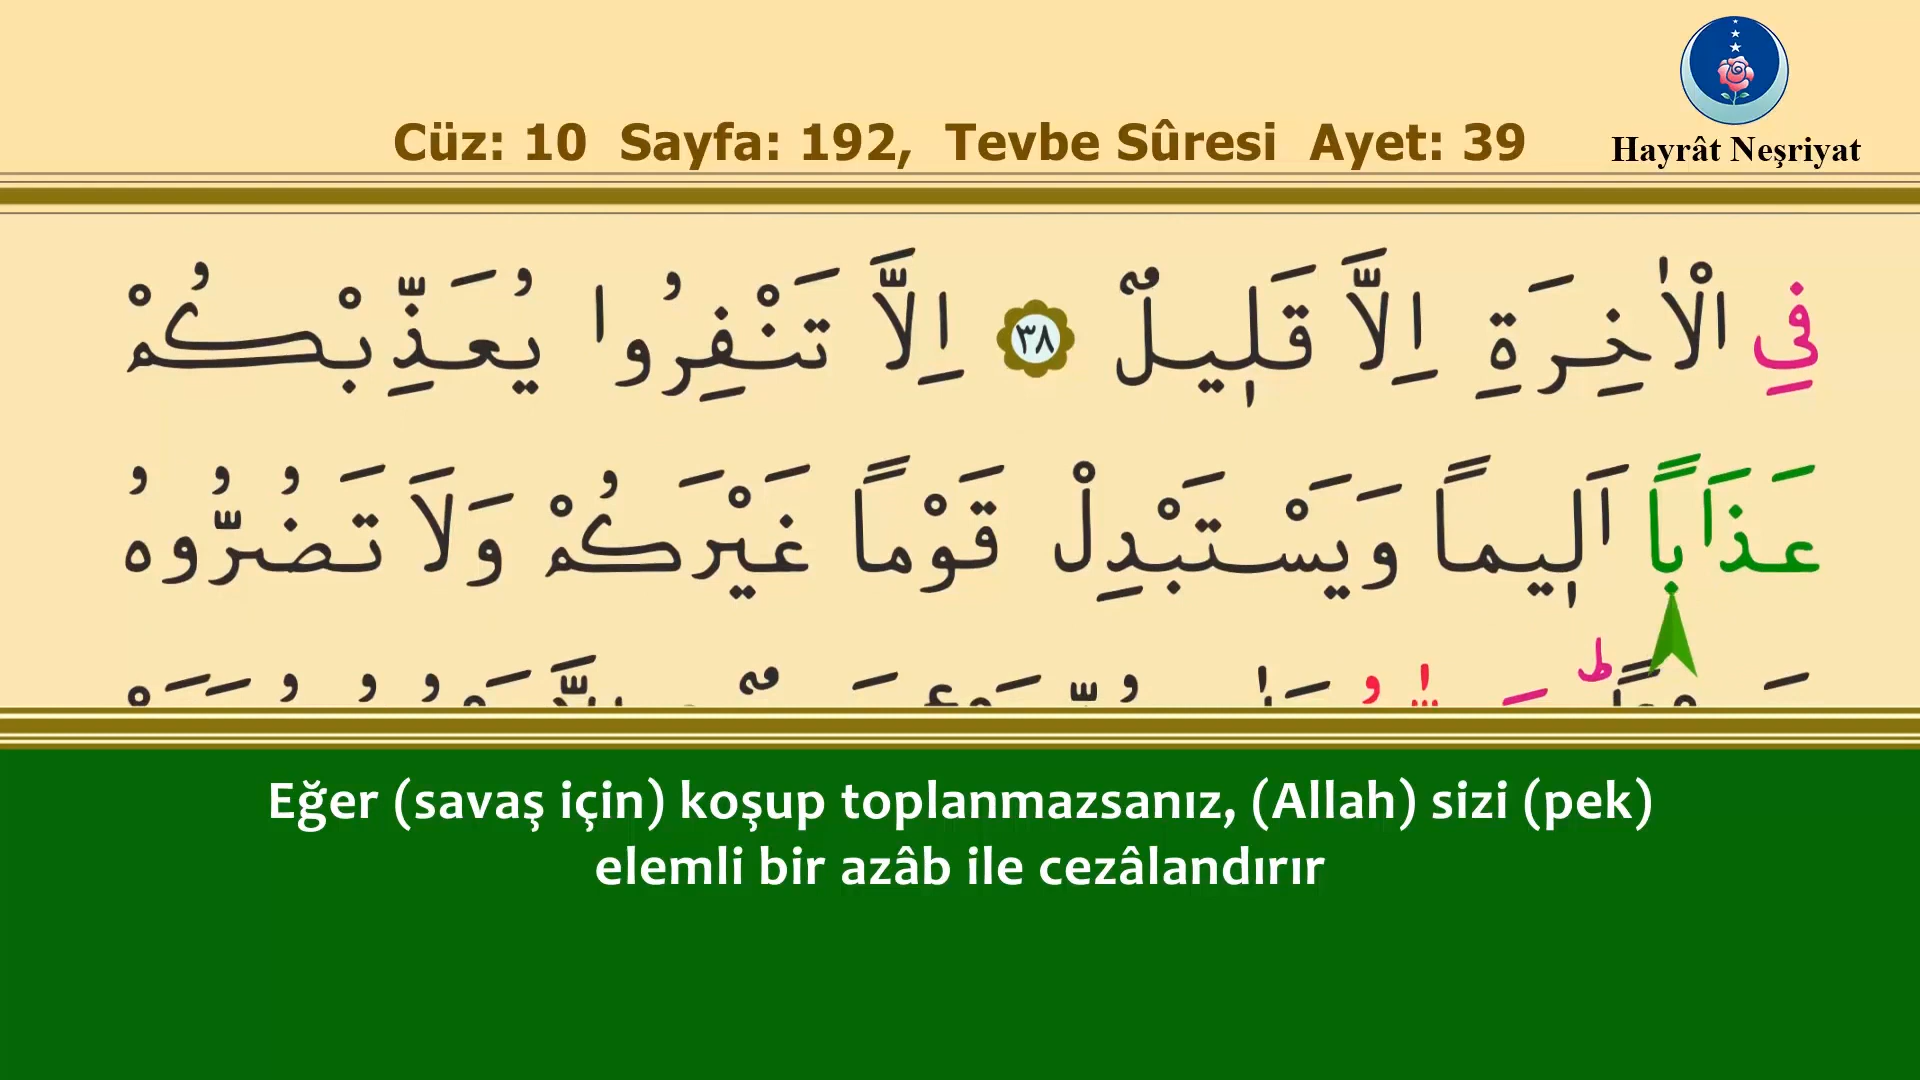 Cüz: 10 Sayfa: 192, Tevbe Sûresi Ayet: 39
Hayrât Neşriyat
فِي الْاٰخِرَةِ اِلَّا قَلٖيلٌ ٣٨ اِلَّا تَنْفِرُوا يُعَذِّبْكُمْ
عَذَابًا اَلٖيمًا وَيَسْتَبْدِلْ قَوْمًا غَيْرَكُمْ وَلَا تَضُرُّوهُ
Eğer (savaş için) koşup toplanmazsanız, (Allah) sizi (pek)
elemli bir azâb ile cezâlandırır